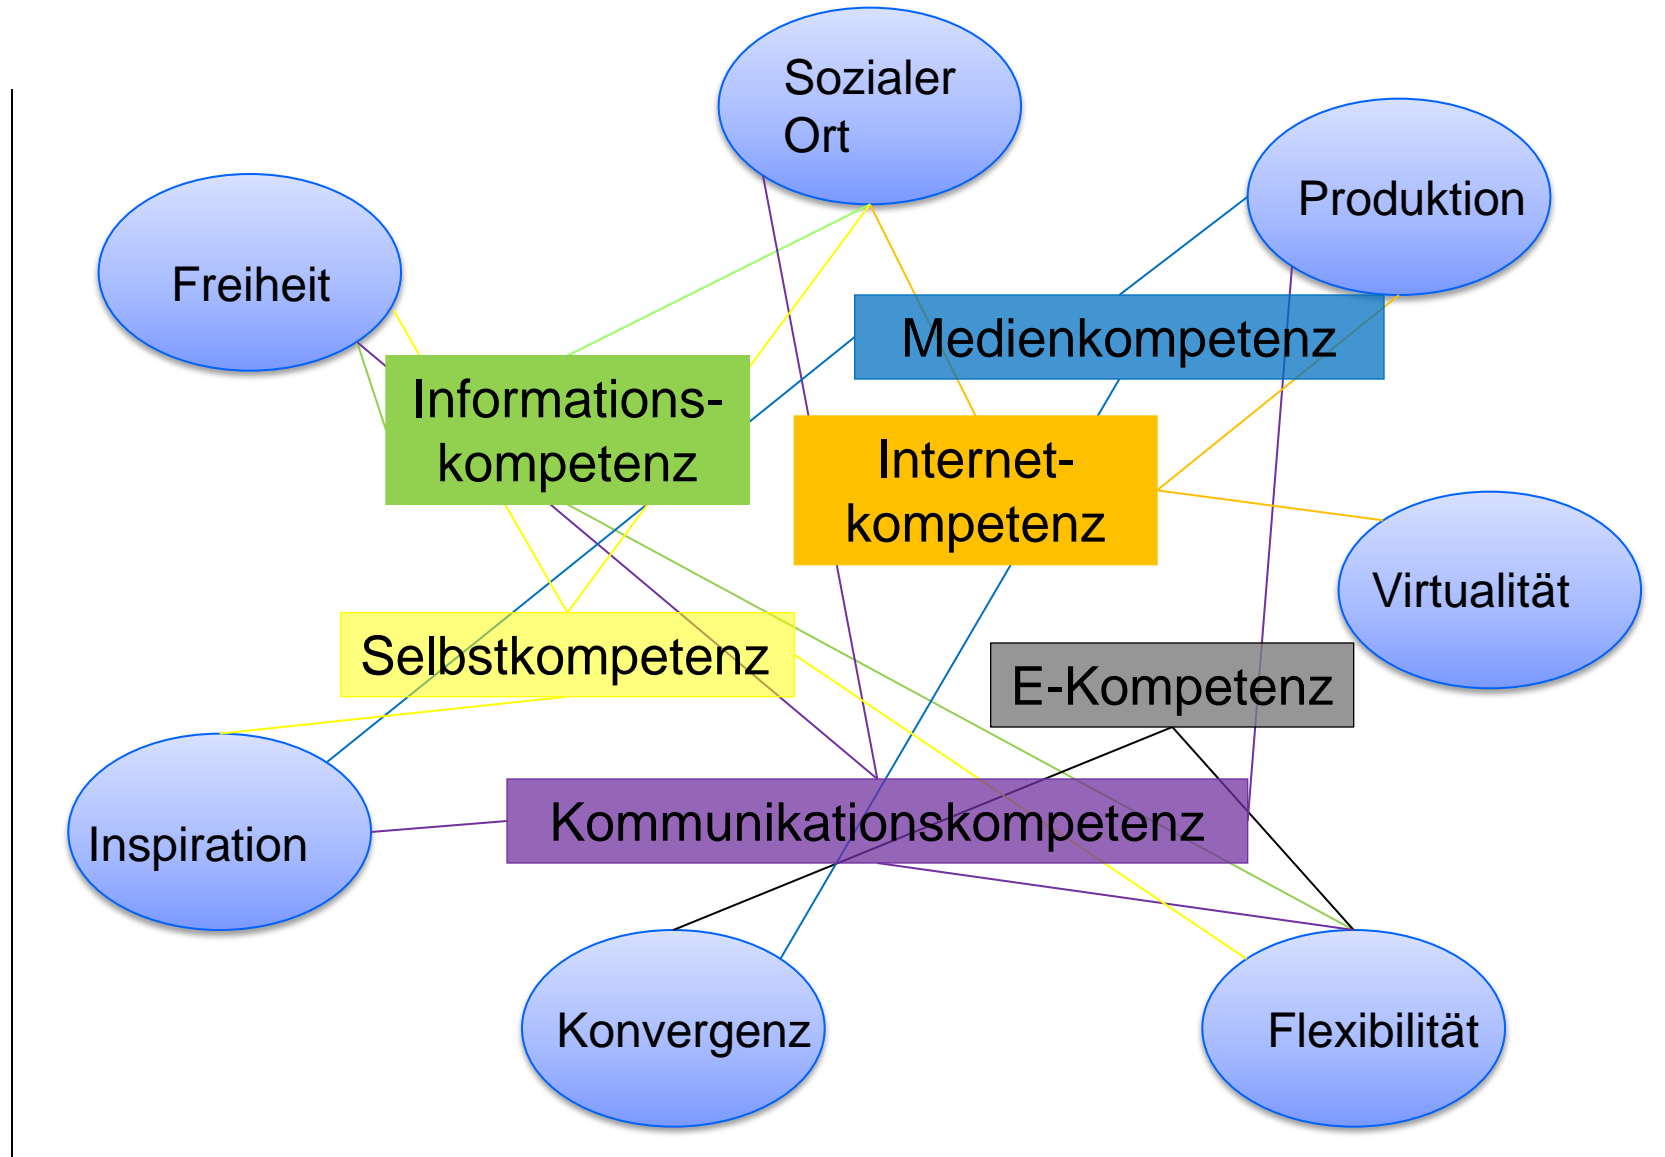 Sozialer
Ort
Produktion
Freiheit
Medienkompetenz
Informations-
kompetenz
Internet-
kompetenz
Virtualität
Selbstkompetenz
E-Kompetenz
Kommunikationskompetenz
Inspiration
Konvergenz
Flexibilität